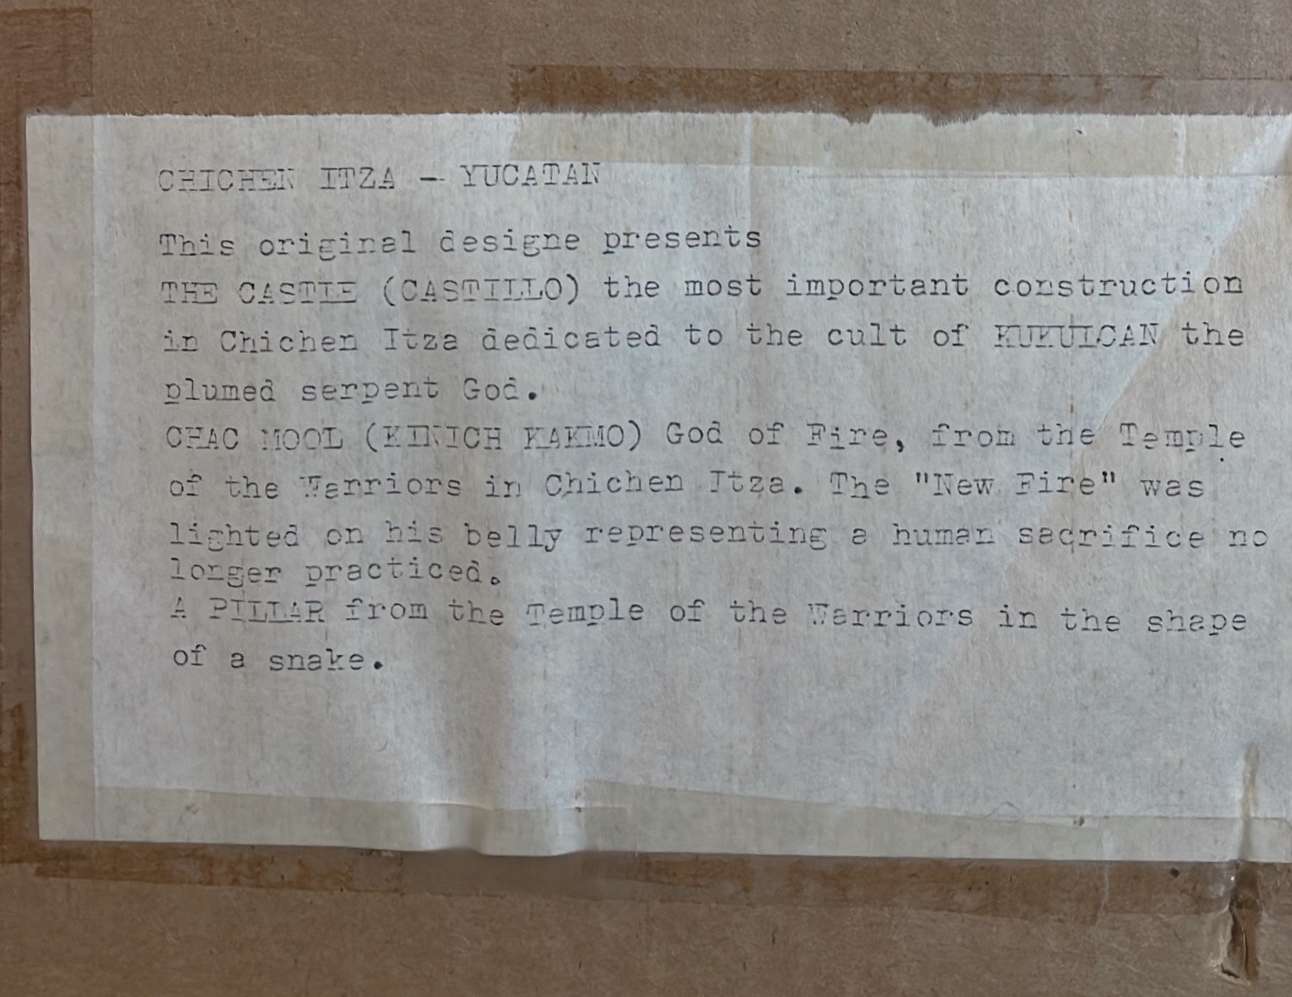 CHICHEN ITZA - YUCATAN
This original designe presents
THE CASTLE (CASTILLO) the most important construction
in Chichen Itza dedicated to the cult of KUKULCAN the
plumed serpent God.
CHAC MOOL (KINICH KAKMO) God of Fire, from the Temple
of the Warriors in Chichen Itza. The "New Fire" was
lighted on his belly representing a human sacrifice no
longer practiced.
A PILLAR from the Temple of the Warriors in the shape
of a snake.